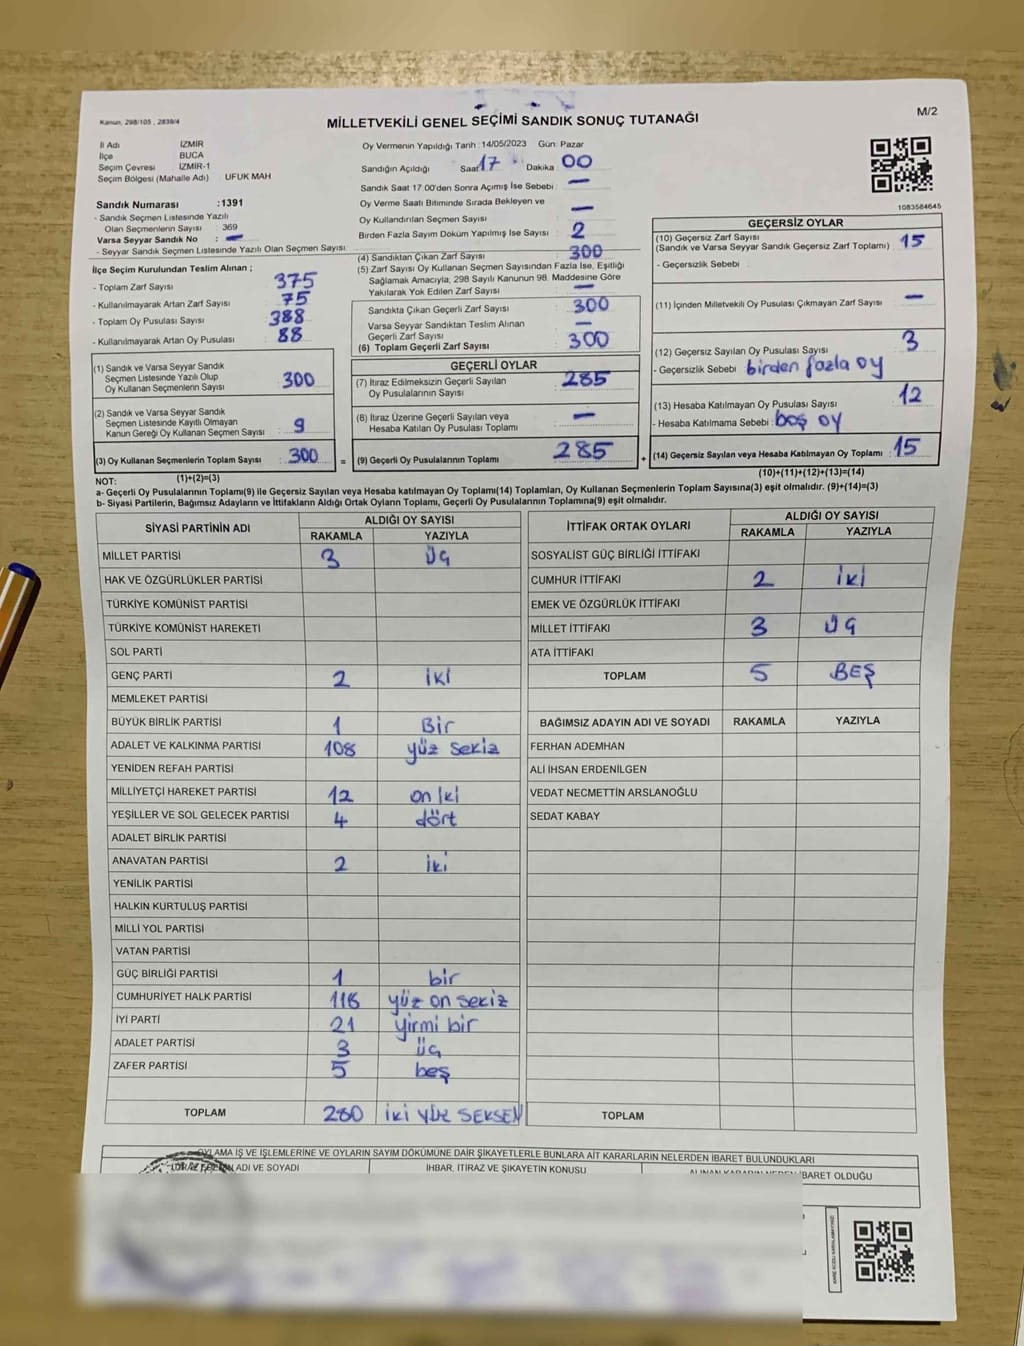 Kanun, 298/105, 2839/4
MİLLETVEKİLİ GENEL SEÇİMİ SANDIK SONUÇ TUTANAĞI
M/2
İl Adı İZMİR
İlçe BUCA
Seçim Çevresi İZMİR-1
Seçim Bölgesi (Mahalle Adı) UFUK MAH
Sandık Numarası :1391
- Sandık Seçmen Listesinde Yazılı
Olan Seçmenlerin Sayısı : 369
Varsa Seyyar Sandık No : –
- Seyyar Sandık Seçmen Listesinde Yazılı Olan Seçmen Sayısı:
İlçe Seçim Kurulundan Teslim Alınan ;
- Toplam Zarf Sayısı 375
- Kullanılmayarak Artan Zarf Sayısı 75
- Toplam Oy Pusulası Sayısı 388
- Kullanılmayarak Artan Oy Pusulası 88
(1) Sandık ve Varsa Seyyar Sandık
Seçmen Listesinde Yazılı Olup
Oy Kullanan Seçmenlerin Sayısı 300
(2) Sandık ve Varsa Seyyar Sandık
Seçmen Listesinde Kayıtlı Olmayan
Kanun Gereği Oy Kullanan Seçmen Sayısı 9
(3) Oy Kullanan Seçmenlerin Toplam Sayısı 300 =
Oy Vermenin Yapıldığı Tarih :14/05/2023 Gün: Pazar
Sandığın Açıldığı Saat 17 Dakika 00
Sandık Saat 17.00'den Sonra Açımış İse Sebebi : –
Oy Verme Saati Bitiminde Sırada Bekleyen ve
Oy Kullandırılan Seçmen Sayısı –
Birden Fazla Sayım Döküm Yapılmış İse Sayısı 2
(4) Sandıktan Çıkan Zarf Sayısı 300
(5) Zarf Sayısı Oy Kullanan Seçmen Sayısından Fazla İse, Eşitliği
Sağlamak Amacıyla, 298 Sayılı Kanunun 98. Maddesine Göre
Yakılarak Yok Edilen Zarf Sayısı –
Sandıkta Çıkan Geçerli Zarf Sayısı 300
Varsa Seyyar Sandıktan Teslim Alınan
Geçerli Zarf Sayısı –
(6) Toplam Geçerli Zarf Sayısı 300
GEÇERLİ OYLAR
(7) İtiraz Edilmeksizin Geçerli Sayılan
Oy Pusulalarının Sayısı 285
(8) İtiraz Üzerine Geçerli Sayılan veya
Hesaba Katılan Oy Pusulası Toplamı –
(9) Geçerli Oy Pusulalarının Toplamı 285 +
1083584645
GEÇERSİZ OYLAR
(10) Geçersiz Zarf Sayısı
(Sandık ve Varsa Seyyar Sandık Geçersiz Zarf Toplamı) 15
- Geçersizlik Sebebi :
(11) İçinden Milletvekili Oy Pusulası Çıkmayan Zarf Sayısı –
(12) Geçersiz Sayılan Oy Pusulası Sayısı 3
- Geçersizlik Sebebi birden fazla oy
(13) Hesaba Katılmayan Oy Pusulası Sayısı 12
- Hesaba Katılmama Sebebi : boş oy
(14) Geçersiz Sayılan veya Hesaba Katılmayan Oy Toplamı : 15
NOT: (1)+(2)=(3)
(10)+(11)+(12)+(13)=(14)
a- Geçerli Oy Pusulalarının Toplamı(9) ile Geçersiz Sayılan veya Hesaba katılmayan Oy Toplamı(14) Toplamları, Oy Kullanan Seçmenlerin Toplam Sayısına(3) eşit olmalıdır. (9)+(14)=(3)
b- Siyasi Partilerin, Bağımsız Adayların ve İttifakların Aldığı Ortak Oyların Toplamı, Geçerli Oy Pusulalarının Toplamına(9) eşit olmalıdır.
SİYASİ PARTİNİN ADI ALDIĞI OY SAYISI
RAKAMLA YAZIYLA
MİLLET PARTİSİ 3 üç
HAK VE ÖZGÜRLÜKLER PARTİSİ
TÜRKİYE KOMÜNİST PARTİSİ
TÜRKİYE KOMÜNİST HAREKETİ
SOL PARTİ
GENÇ PARTİ 2 iki
MEMLEKET PARTİSİ
BÜYÜK BİRLİK PARTİSİ 1 Bir
ADALET VE KALKINMA PARTİSİ 108 yüz sekiz
YENİDEN REFAH PARTİSİ
MİLLİYETÇİ HAREKET PARTİSİ 12 on iki
YEŞİLLER VE SOL GELECEK PARTİSİ 4 dört
ADALET BİRLİK PARTİSİ
ANAVATAN PARTİSİ 2 iki
YENİLİK PARTİSİ
HALKIN KURTULUŞ PARTİSİ
MİLLİ YOL PARTİSİ
VATAN PARTİSİ
GÜÇ BİRLİĞİ PARTİSİ 1 bir
CUMHURİYET HALK PARTİSİ 118 yüz on sekiz
İYİ PARTİ 21 yirmi bir
ADALET PARTİSİ 3 üç
ZAFER PARTİSİ 5 beş
TOPLAM 280 iki yüz SEKSEN
İTTİFAK ORTAK OYLARI ALDIĞI OY SAYISI
RAKAMLA YAZIYLA
SOSYALİST GÜÇ BİRLİĞİ İTTİFAKI
CUMHUR İTTİFAKI 2 iki
EMEK VE ÖZGÜRLÜK İTTİFAKI
MİLLET İTTİFAKI 3 üç
ATA İTTİFAKI
TOPLAM 5 BEŞ
BAĞIMSIZ ADAYIN ADI VE SOYADI RAKAMLA YAZIYLA
FERHAN ADEMHAN
ALİ İHSAN ERDENİLGEN
VEDAT NECMETTİN ARSLANOĞLU
SEDAT KABAY
TOPLAM
OYLAMA İŞ VE İŞLEMLERİNE VE OYLARIN SAYIM DÖKÜMÜNE DAİR ŞİKAYETLERLE BUNLARA AİT KARARLARIN NELERDEN İBARET BULUNDUKLARI
ADI VE SOYADI İHBAR, İTİRAZ VE ŞİKAYETİN KONUSU İBARET OLDUĞU